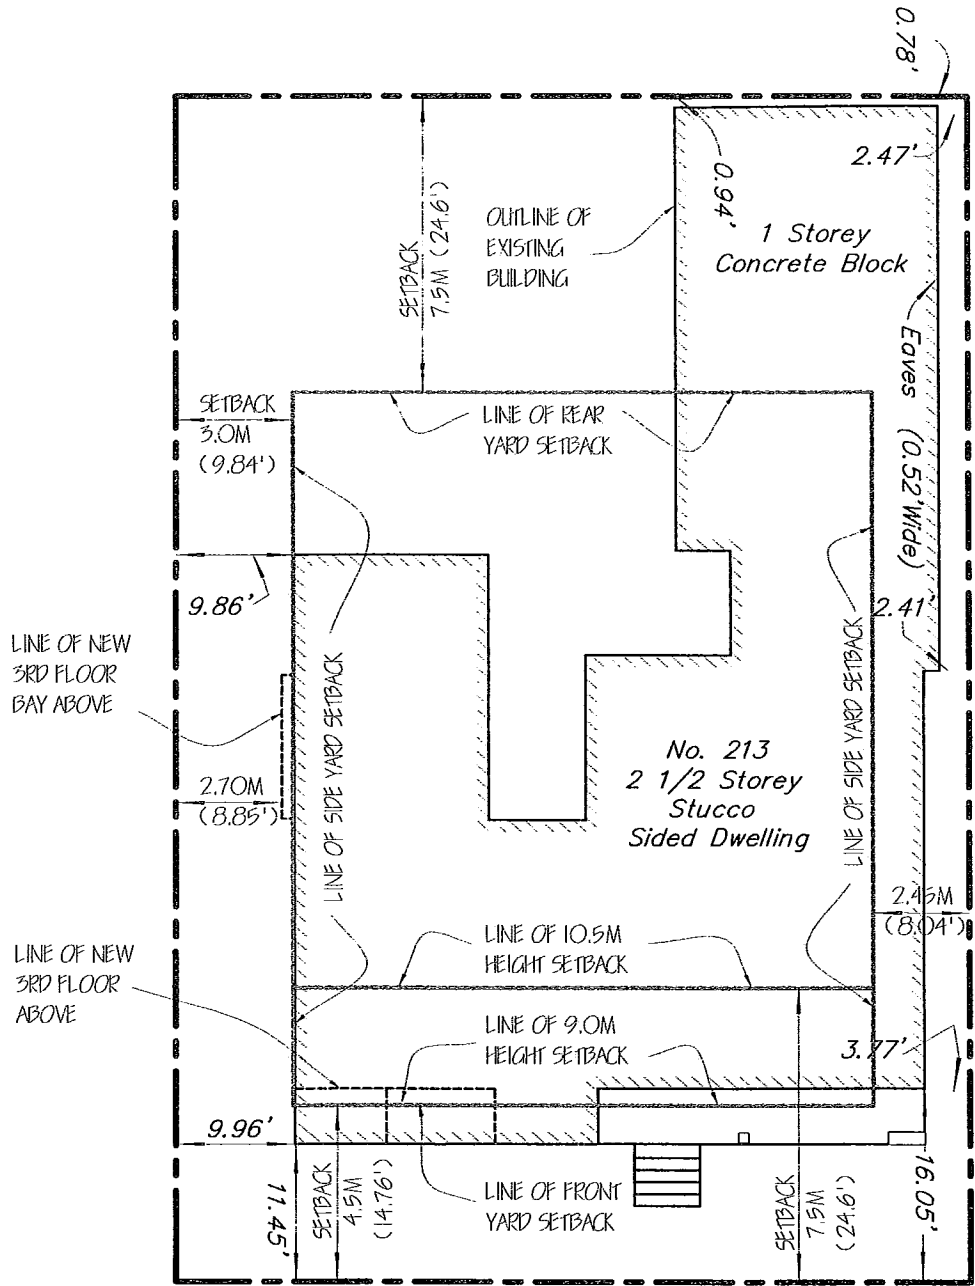 0.78'
2.47'
0.94'
SETBACK
7.5M (24.6')
OUTLINE OF
EXISTING
BUILDING
1 Storey
Concrete Block
Eaves (0.52'Wide)
SETBACK
3.0M
(9.84')
LINE OF REAR
YARD SETBACK
9.86'
2.41'
LINE OF NEW
3RD FLOOR
BAY ABOVE
LINE OF SIDE YARD SETBACK
LINE OF SIDE YARD SETBACK
2.70M
(8.85')
No. 213
2 1/2 Storey
Stucco
Sided Dwelling
2.45M
(8.04')
LINE OF NEW
3RD FLOOR
ABOVE
LINE OF 10.5M
HEIGHT SETBACK
LINE OF 9.0M
HEIGHT SETBACK
3.77'
9.96'
11.45'
SETBACK
4.5M
(14.76')
LINE OF FRONT
YARD SETBACK
SETBACK
7.5M
(24.6')
16.05'